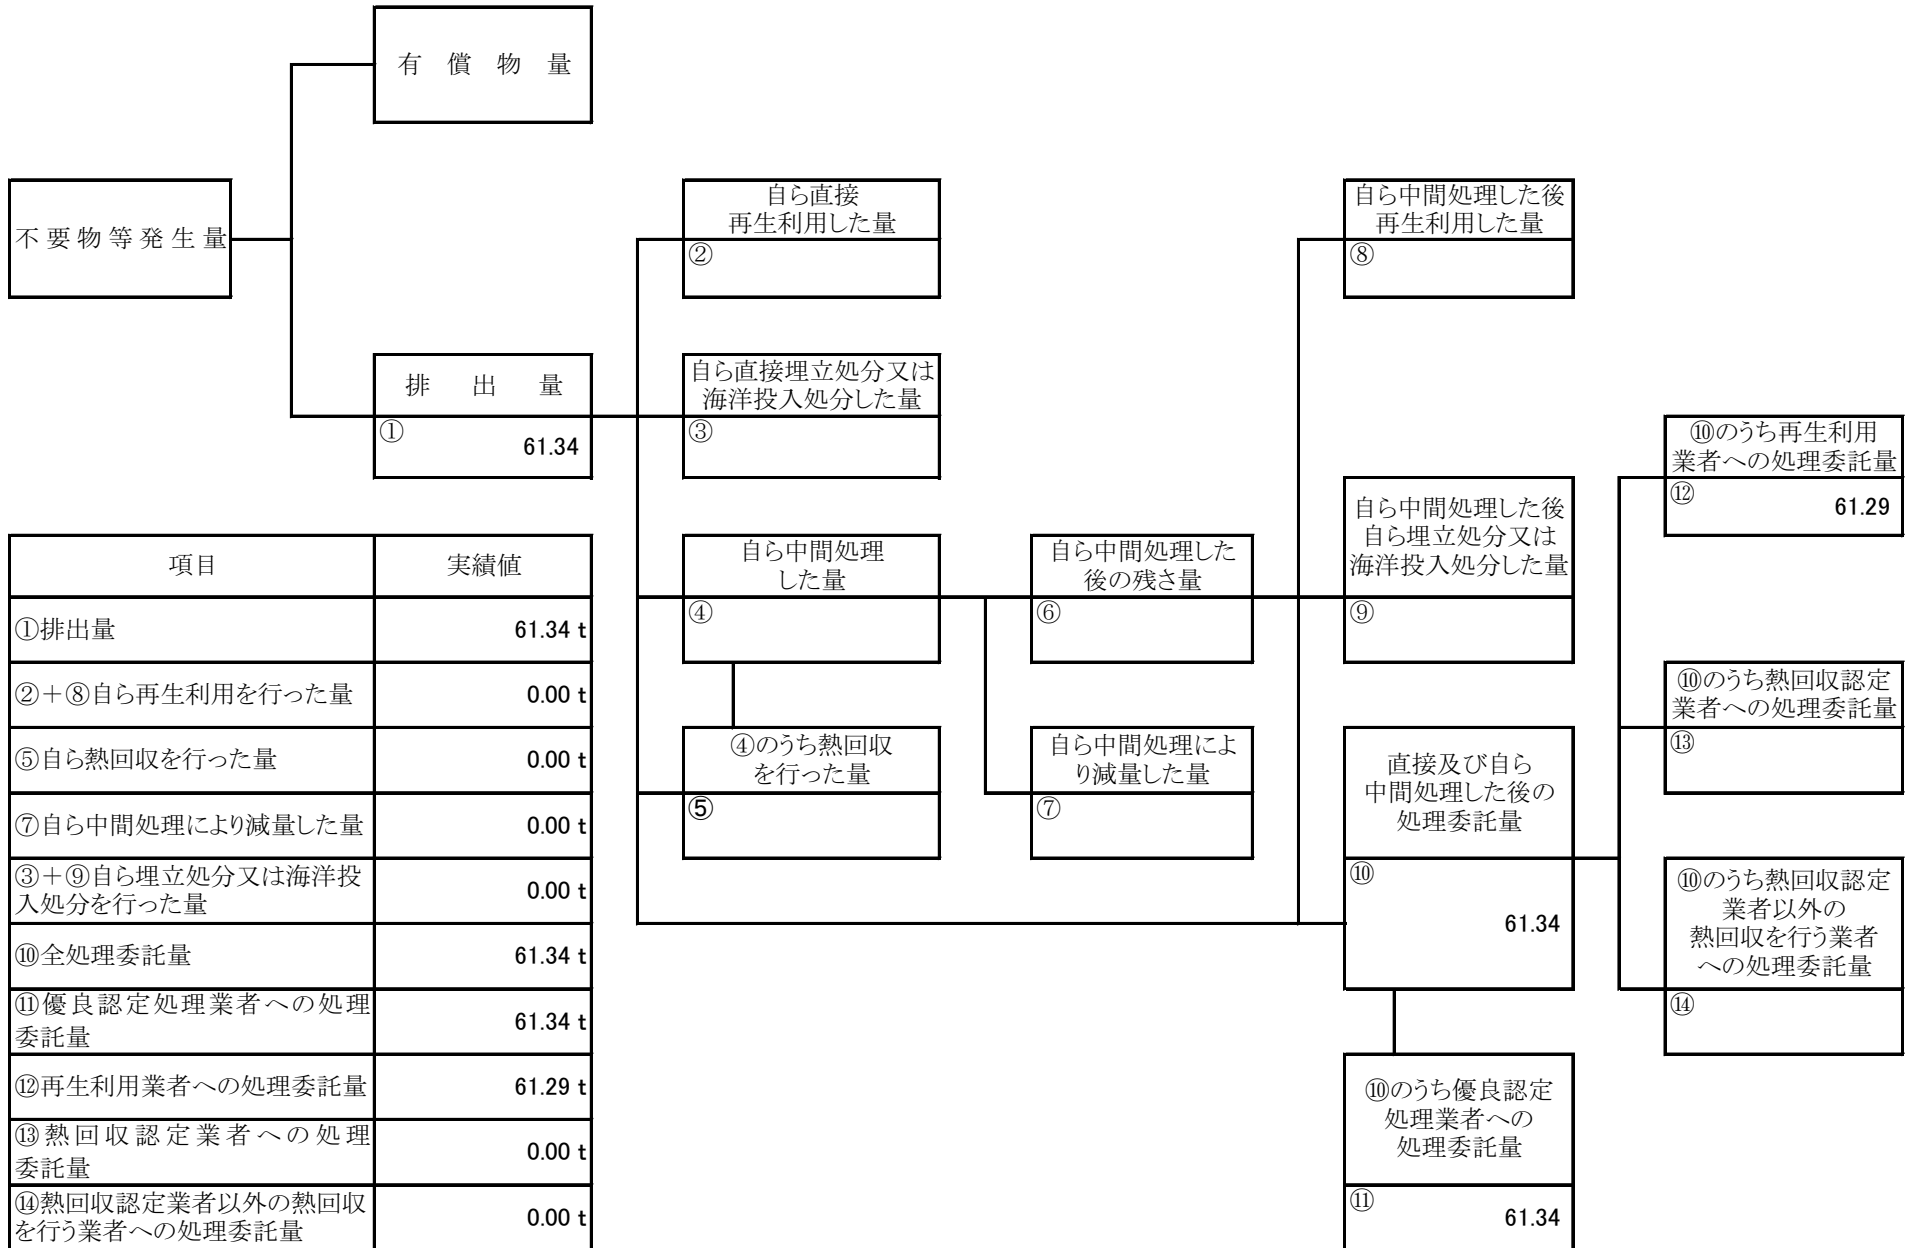 有償物量
不要物等発生量
排出量
①
61.34
自ら直接
再生利用した量
②
自ら直接埋立処分又は
海洋投入処分した量
③
自ら中間処理
した量
④
④のうち熱回収
を行った量
⑤
自ら中間処理した
後の残さ量
⑥
自ら中間処理によ
り減量した量
⑦
自ら中間処理した後
再生利用した量
⑧
自ら中間処理した後
自ら埋立処分又は
海洋投入処分した量
⑨
直接及び自ら
中間処理した後の
処理委託量
⑩
61.34
⑩のうち優良認定
処理業者への
処理委託量
⑪
61.34
⑩のうち再生利用
業者への処理委託量
⑫
61.29
⑩のうち熱回収認定
業者への処理委託量
⑬
⑩のうち熱回収認定
業者以外の
熱回収を行う業者
への処理委託量
⑭
項目 実績値
①排出量 61.34 t
②＋⑧自ら再生利用を行った量 0.00 t
⑤自ら熱回収を行った量 0.00 t
⑦自ら中間処理により減量した量 0.00 t
③＋⑨自ら埋立処分又は海洋投
入処分を行った量 0.00 t
⑩全処理委託量 61.34 t
⑪優良認定処理業者への処理
委託量 61.34 t
⑫再生利用業者への処理委託量 61.29 t
⑬熱回収認定業者への処理
委託量 0.00 t
⑭熱回収認定業者以外の熱回収
を行う業者への処理委託量 0.00 t